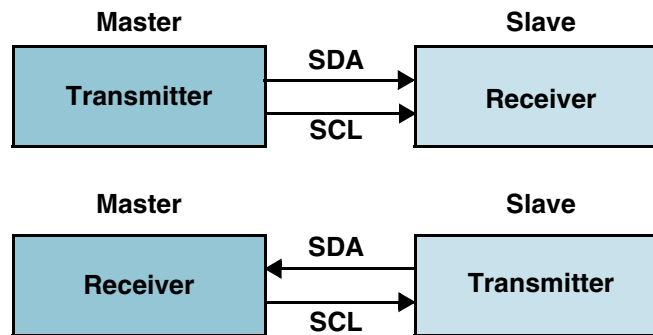 Master
Slave
Transmitter
SDA
SCL
Receiver
Master
Slave
Receiver
SDA
SCL
Transmitter